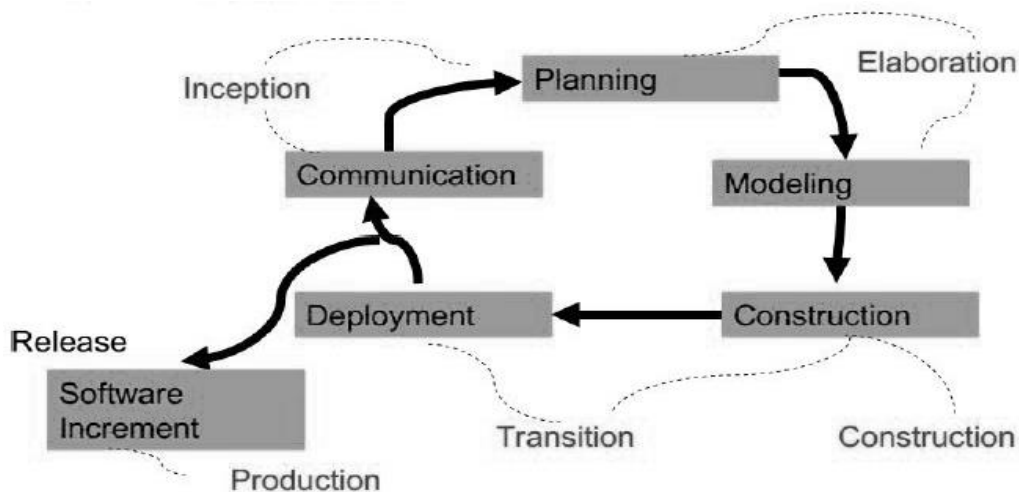 Inception
Planning
Elaboration
Communication
Modeling
Deployment
Construction
Release
Software
Increment
Transition
Construction
Production